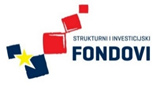 STRUKTURNI I INVESTICIJSKI
FONDOVI